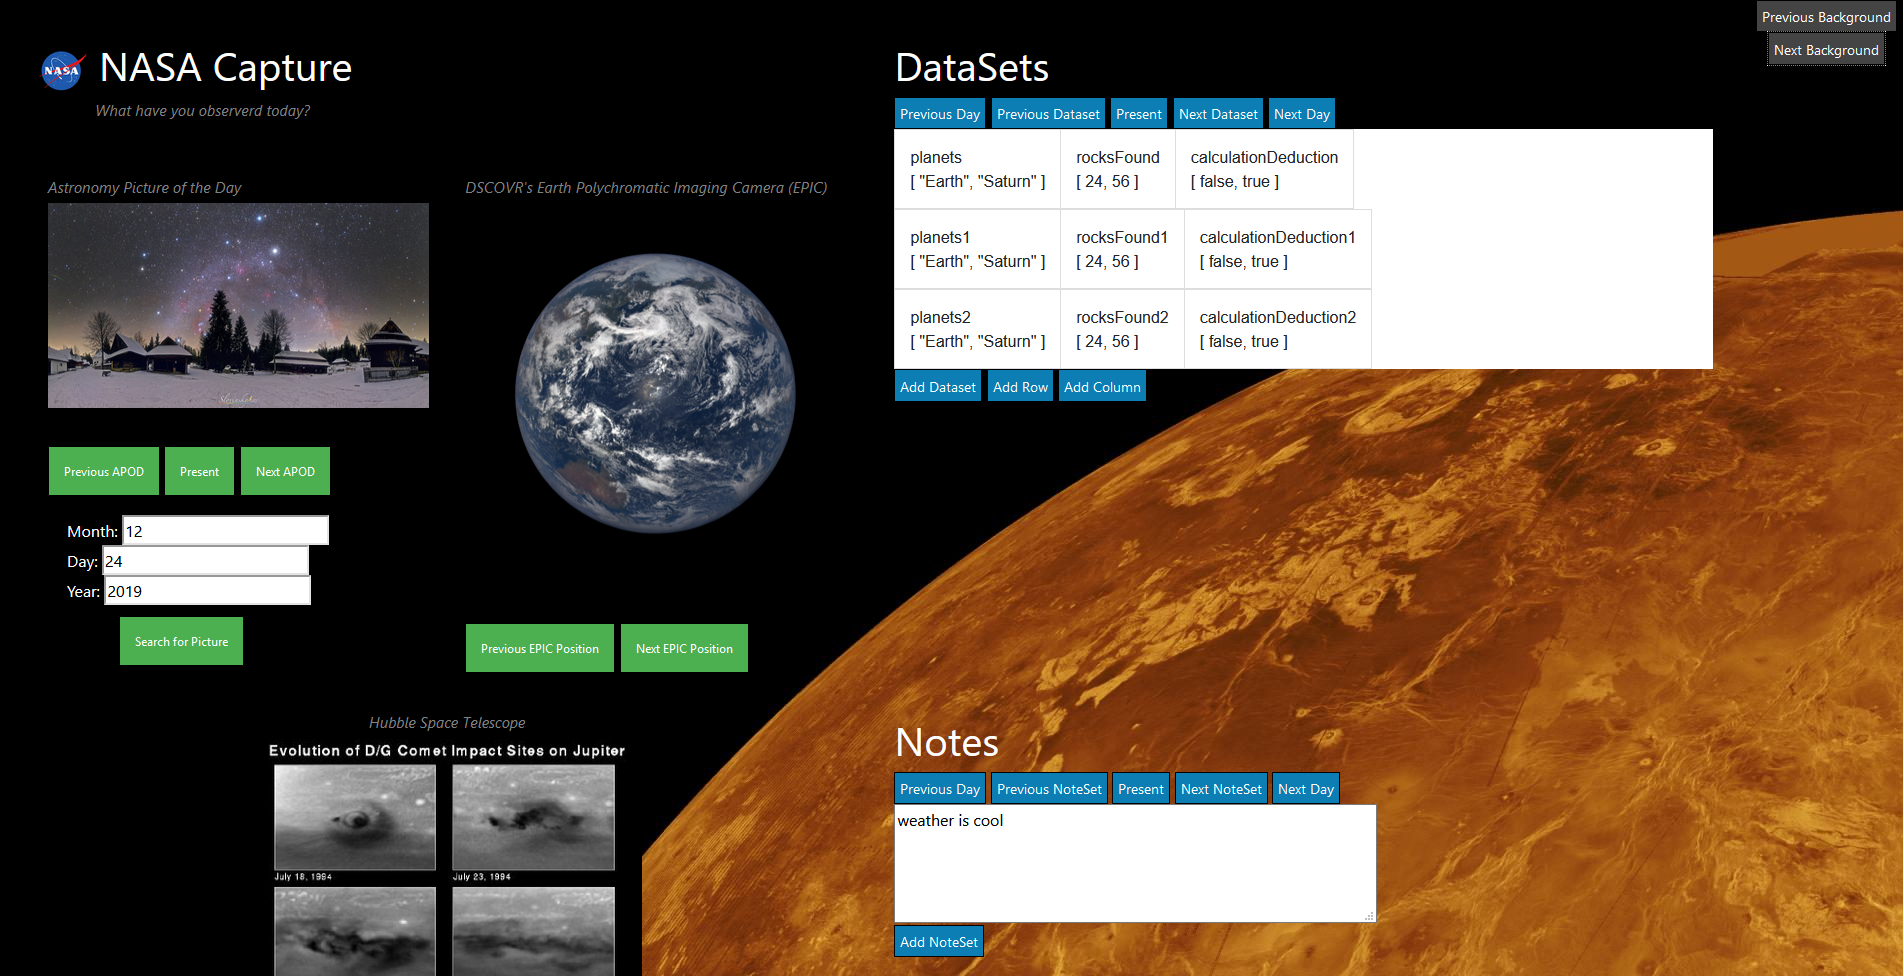 Previous Background
Next Background
NASA
NASA Capture
What have you observerd today?
Astronomy Picture of the Day
Previous APOD
Present
Next APOD
Month: 12
Day: 24
Year: 2019
Search for Picture
DSCOVR's Earth Polychromatic Imaging Camera (EPIC)
Previous EPIC Position
Next EPIC Position
Hubble Space Telescope
Evolution of D/G Comet Impact Sites on Jupiter
July 18, 1994
July 23, 1994
DataSets
Previous Day
Previous Dataset
Present
Next Dataset
Next Day
planets
[ "Earth", "Saturn" ]
rocksFound
[ 24, 56 ]
calculationDeduction
[ false, true ]
planets1
[ "Earth", "Saturn" ]
rocksFound1
[ 24, 56 ]
calculationDeduction1
[ false, true ]
planets2
[ "Earth", "Saturn" ]
rocksFound2
[ 24, 56 ]
calculationDeduction2
[ false, true ]
Add Dataset
Add Row
Add Column
Notes
Previous Day
Previous NoteSet
Present
Next NoteSet
Next Day
weather is cool
Add NoteSet